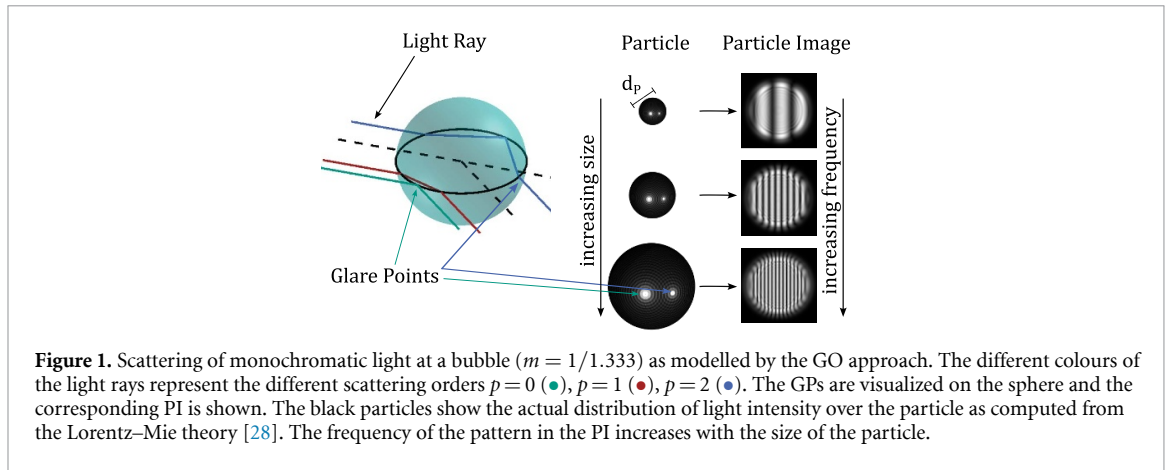 Light Ray
Particle
Particle Image
dP
increasing size
increasing frequency
Glare Points
Figure 1. Scattering of monochromatic light at a bubble (m = 1/1.333) as modelled by the GO approach. The different colours of
the light rays represent the different scattering orders p = 0 (●), p = 1 (●), p = 2 (●). The GPs are visualized on the sphere and the
corresponding PI is shown. The black particles show the actual distribution of light intensity over the particle as computed from
the Lorentz–Mie theory [28]. The frequency of the pattern in the PI increases with the size of the particle.